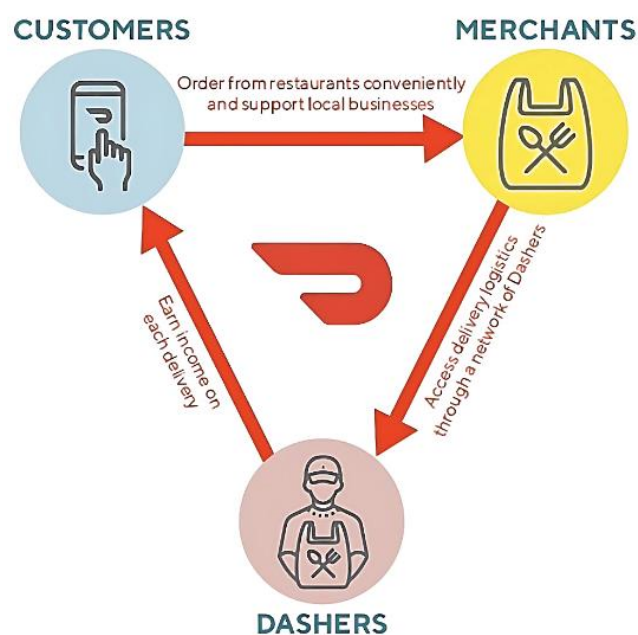 CUSTOMERS
MERCHANTS
Order from restaurants conveniently
and support local businesses
Access delivery logistics
through a network of Dashers
Earn income on
each delivery
DASHERS